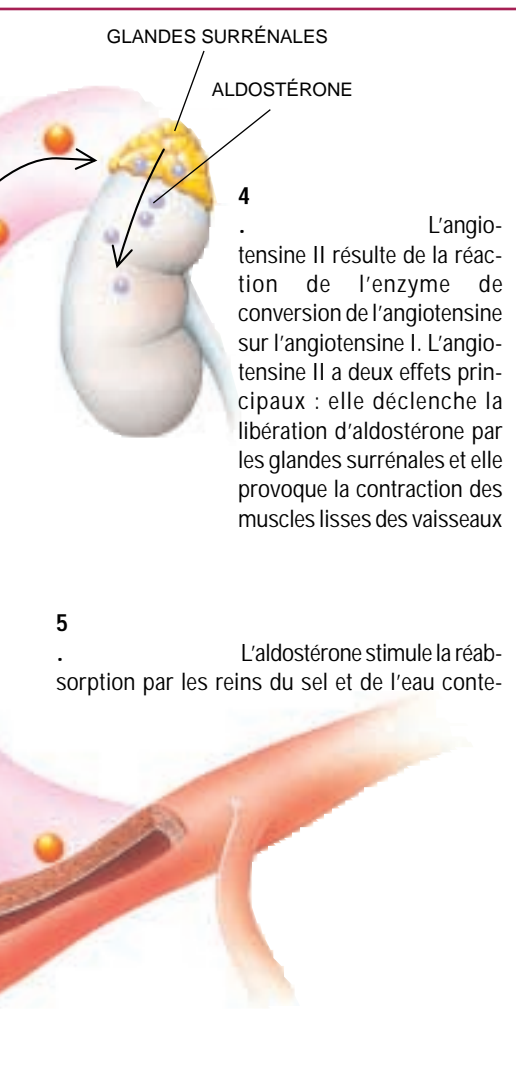 GLANDES SURRÉNALES
ALDOSTÉRONE
4
. L'angio-
tensine II résulte de la réac-
tion de l'enzyme de
conversion de l'angiotensine
sur l'angiotensine I. L'angio-
tensine II a deux effets prin-
cipaux : elle déclenche la
libération d'aldostérone par
les glandes surrénales et elle
provoque la contraction des
muscles lisses des vaisseaux
5
. L'aldostérone stimule la réab-
sorption par les reins du sel et de l'eau conte-